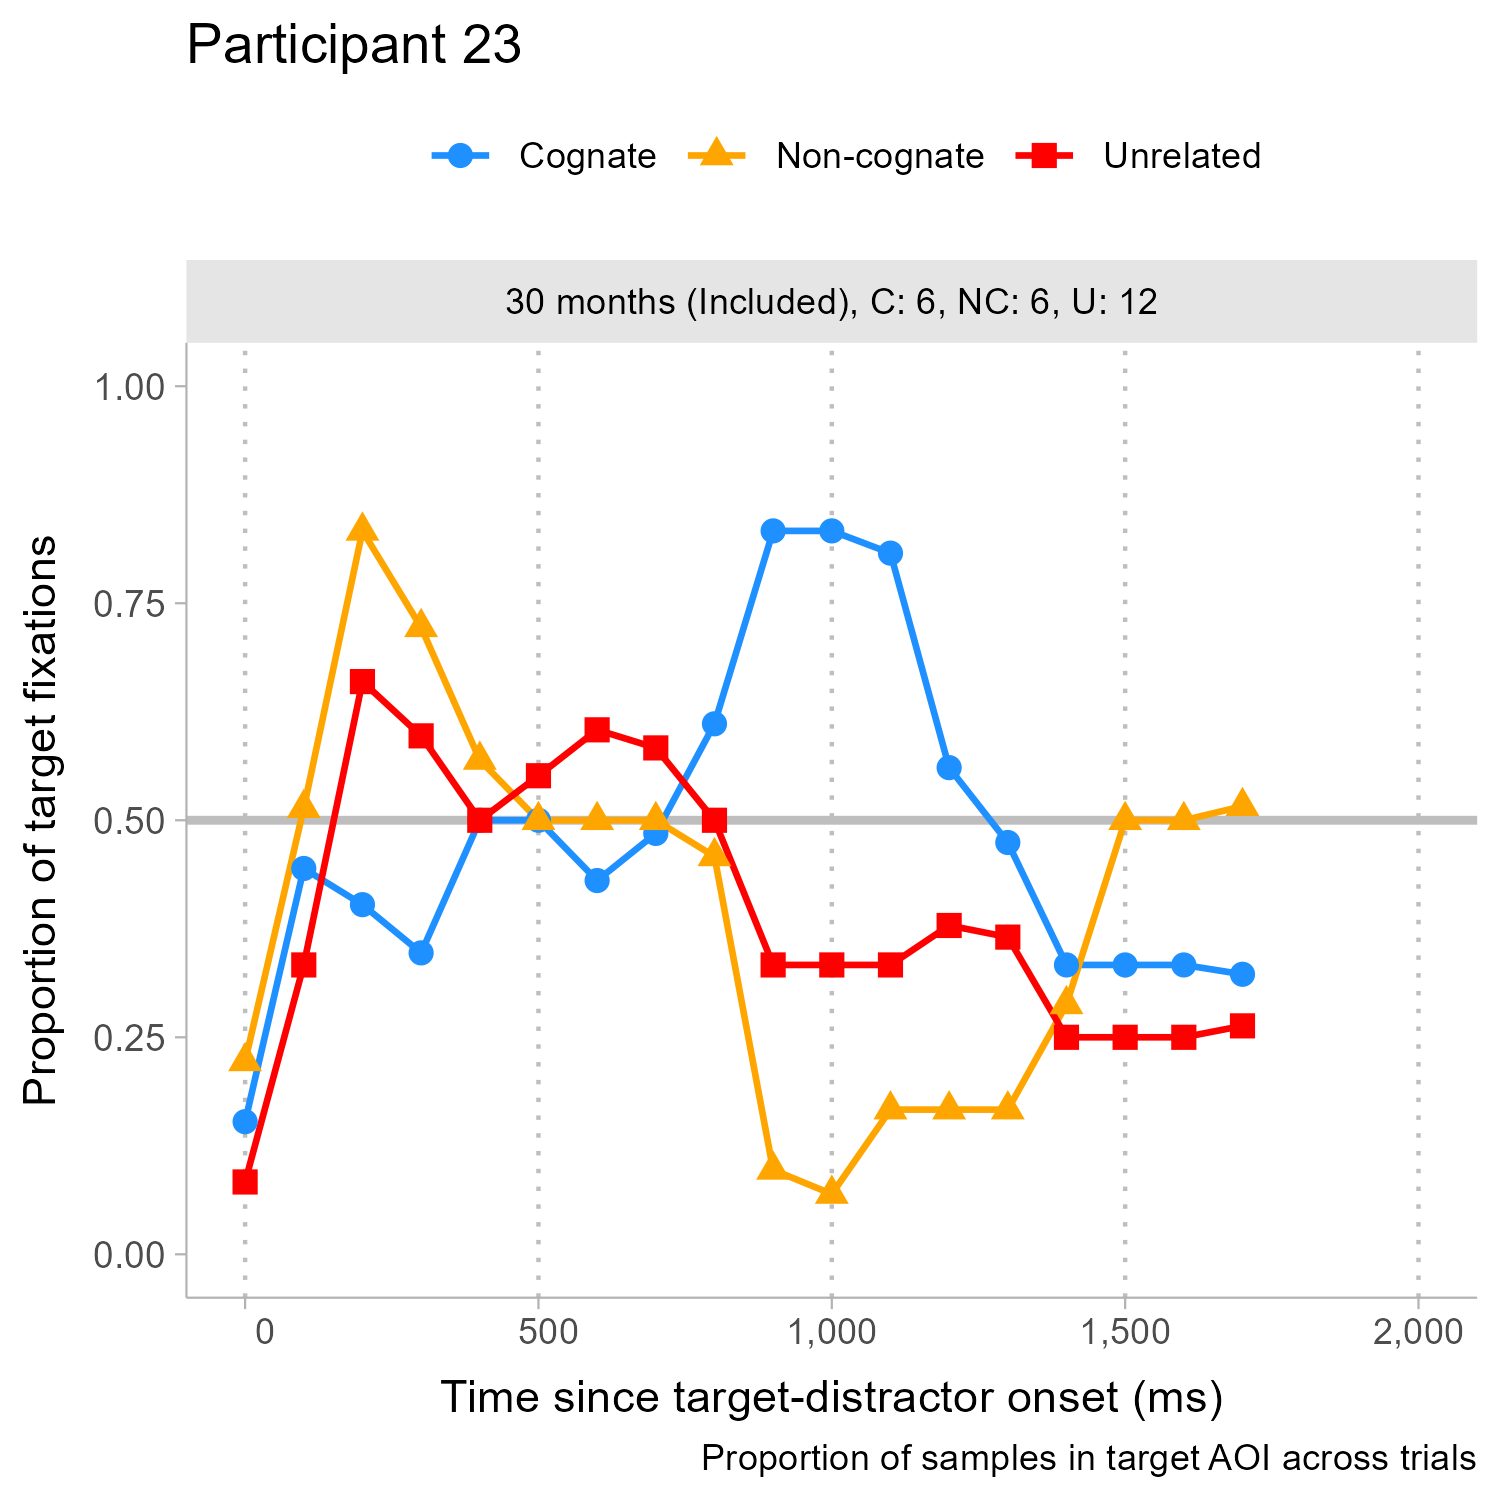 Participant 23
Cognate Non-cognate Unrelated
30 months (Included), C: 6, NC: 6, U: 12
1.00
0.75
0.50
0.25
0.00
Proportion of target fixations
0 500 1,000 1,500 2,000
Time since target-distractor onset (ms)
Proportion of samples in target AOI across trials